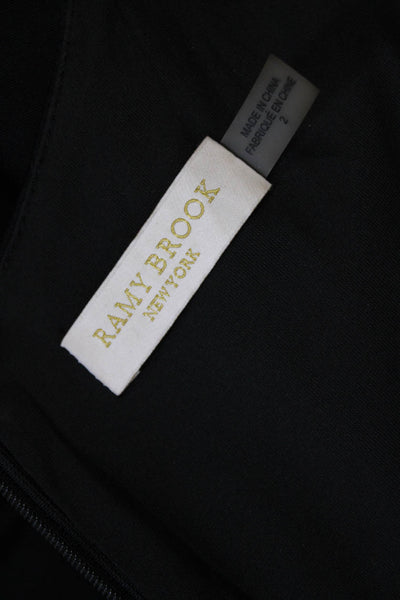 MADE IN CHINA
FABRIQUÉ EN CHINE
2
RAMY BROOK
NEW YORK